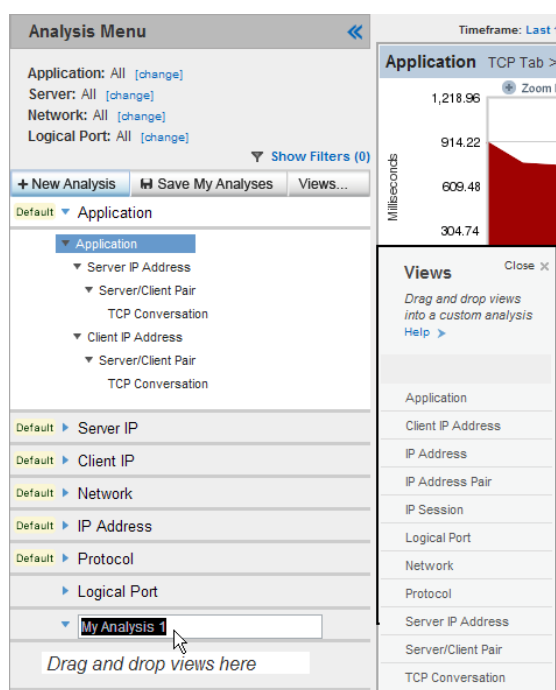 Analysis Menu
Application: All [change]
Server: All [change]
Network: All [change]
Logical Port: All [change]
Show Filters (0)
+ New Analysis Save My Analyses Views...
Default Application
Application
Server IP Address
Server/Client Pair
TCP Conversation
Client IP Address
Server/Client Pair
TCP Conversation
Default Server IP
Default Client IP
Default Network
Default IP Address
Default Protocol
Logical Port
My Analysis 1
Drag and drop views here
Timeframe: Last
Application TCP Tab >
Zoom
1,218.96
914.22
609.48
304.74
Milliseconds
Views
Close
Drag and drop views
into a custom analysis
Help
Application
Client IP Address
IP Address
IP Address Pair
IP Session
Logical Port
Network
Protocol
Server IP Address
Server/Client Pair
TCP Conversation